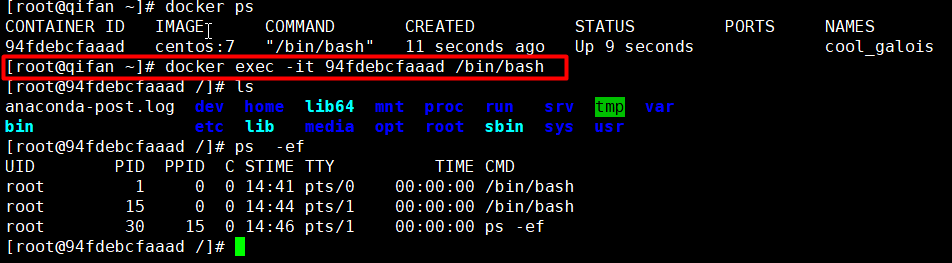 [root@qifan ~]# docker ps
CONTAINER ID   IMAGE      COMMAND       CREATED          STATUS         PORTS     NAMES
94fdebcfaaad   centos:7   "/bin/bash"   11 seconds ago   Up 9 seconds             cool_galois
[root@qifan ~]# docker exec -it 94fdebcfaaad /bin/bash
[root@94fdebcfaaad /]# ls
anaconda-post.log  dev  home  lib64  mnt  proc  run  srv  tmp  var
bin                etc  lib  media  opt  root  sbin  sys  usr
[root@94fdebcfaaad /]# ps  -ef
UID        PID  PPID  C STIME TTY          TIME CMD
root         1     0  0 14:41 pts/0    00:00:00 /bin/bash
root        15     0  0 14:44 pts/1    00:00:00 /bin/bash
root        30    15  0 14:46 pts/1    00:00:00 ps -ef
[root@94fdebcfaaad /]#